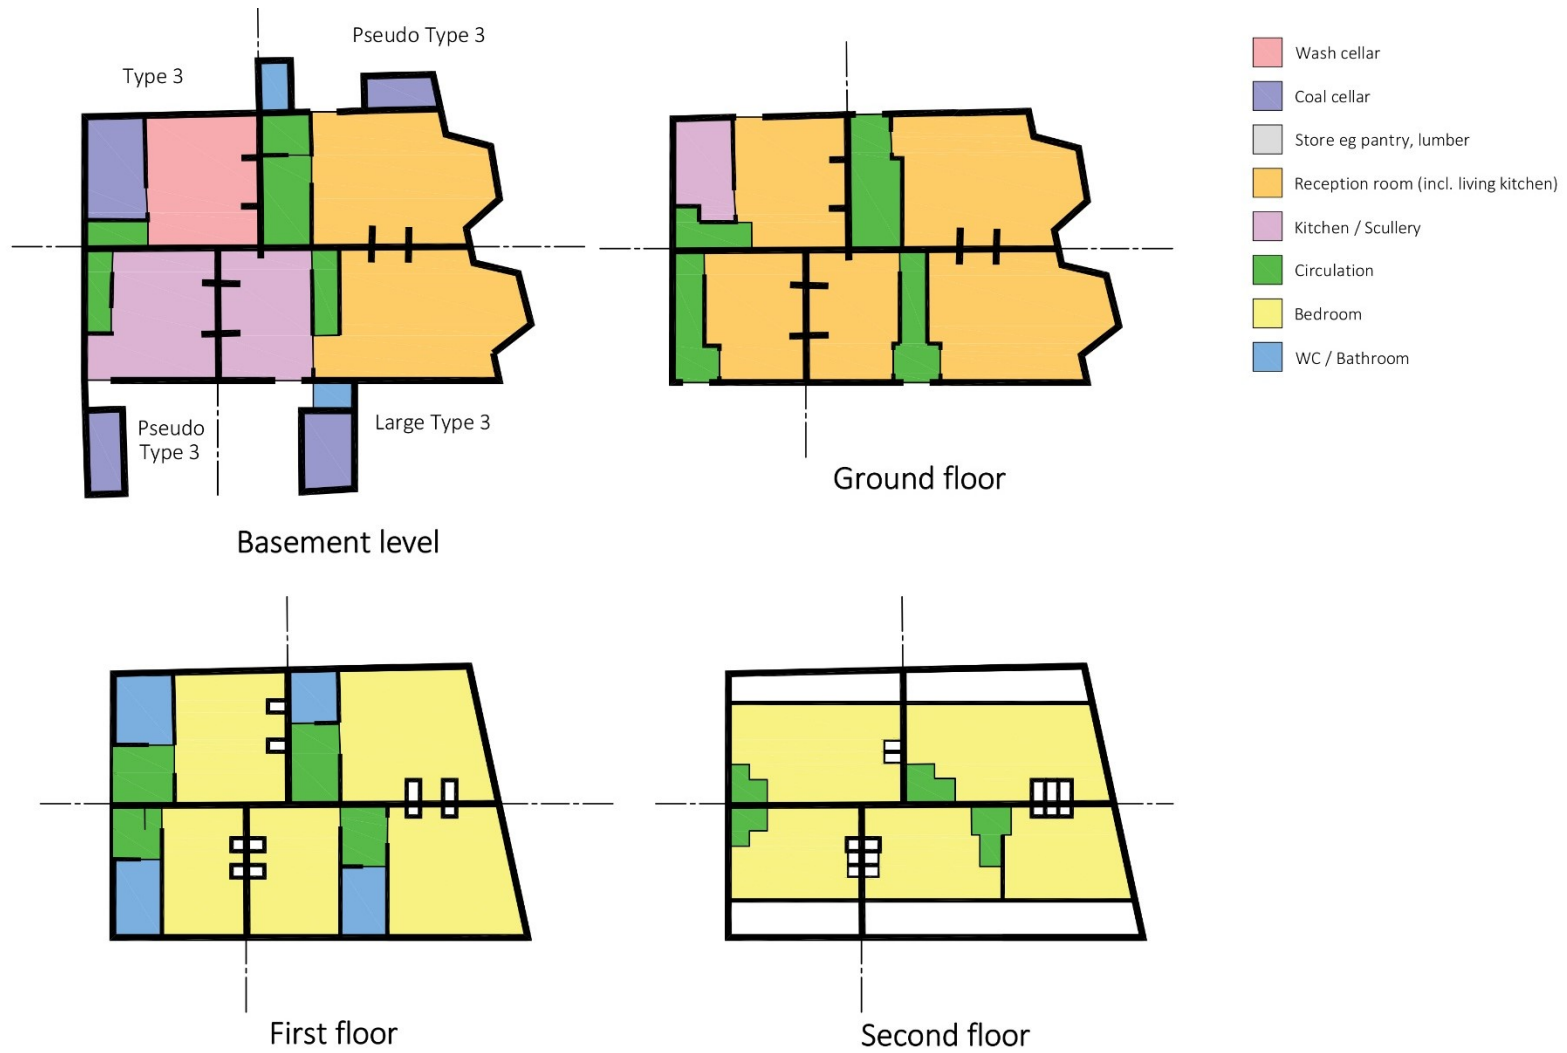 Pseudo Type 3
Type 3
Pseudo
Type 3
Large Type 3
Basement level
Ground floor
Wash cellar
Coal cellar
Store eg pantry, lumber
Reception room (incl. living kitchen)
Kitchen / Scullery
Circulation
Bedroom
WC / Bathroom
First floor
Second floor